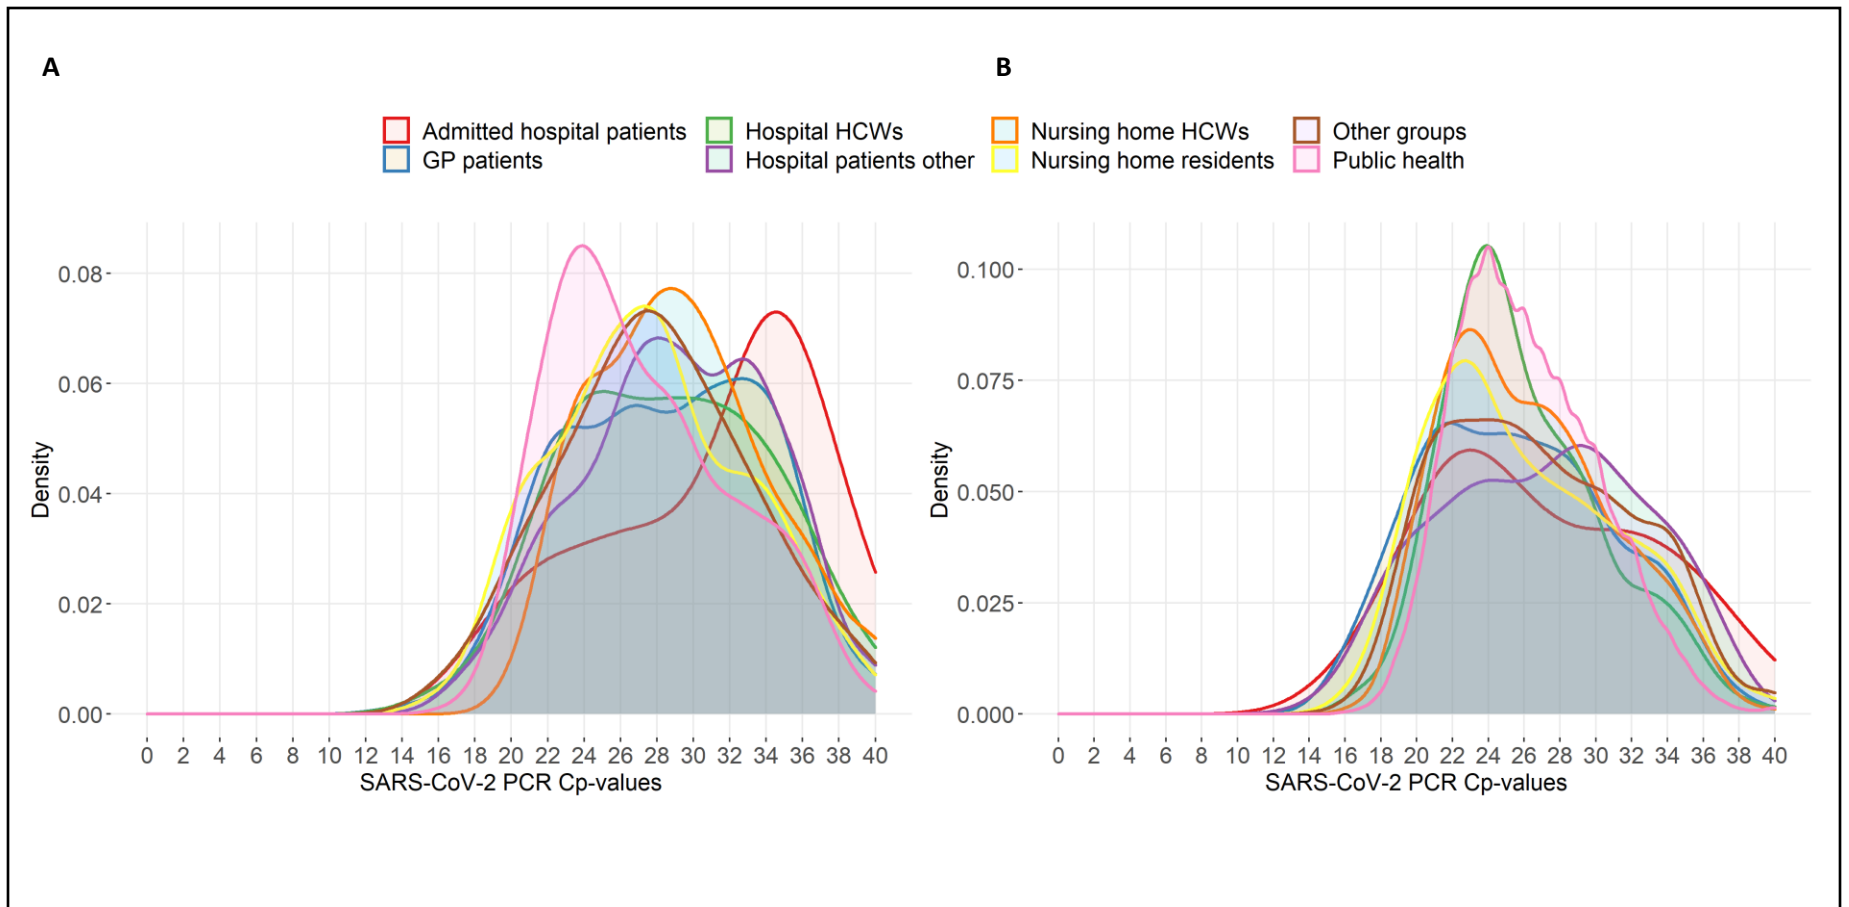 A B
Admitted hospital patients Hospital HCWs Nursing home HCWs Other groups
GP patients Hospital patients other Nursing home residents Public health
0.08
0.06
0.04
0.02
0.00
Density
0 2 4 6 8 10 12 14 16 18 20 22 24 26 28 30 32 34 36 38 40
SARS-CoV-2 PCR Cp-values
0.100
0.075
0.050
0.025
0.000
Density
0 2 4 6 8 10 12 14 16 18 20 22 24 26 28 30 32 34 36 38 40
SARS-CoV-2 PCR Cp-values